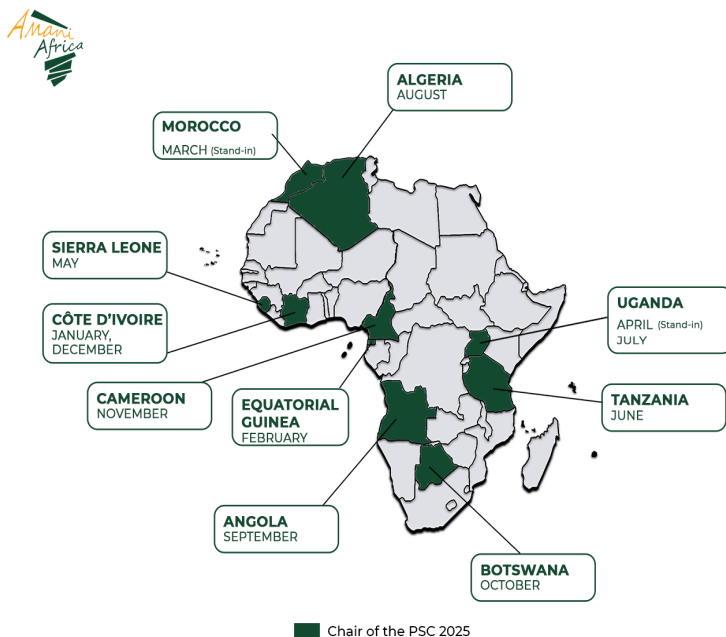 Amani
Africa
ALGERIA
AUGUST
MOROCCO
MARCH (Stand-in)
SIERRA LEONE
MAY
CÔTE D'IVOIRE
JANUARY,
DECEMBER
CAMEROON
NOVEMBER
EQUATORIAL
GUINEA
FEBRUARY
UGANDA
APRIL (Stand-in)
JULY
TANZANIA
JUNE
ANGOLA
SEPTEMBER
BOTSWANA
OCTOBER
Chair of the PSC 2025